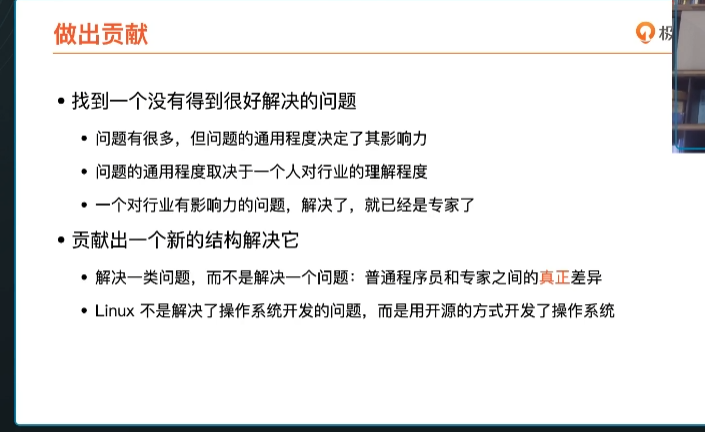 做出贡献
极
找到一个没有得到很好解决的问题
问题有很多，但问题的通用程度决定了其影响力
问题的通用程度取决于一个人对行业的理解程度
一个对行业有影响力的问题，解决了，就已经是专家了
贡献出一个新的结构解决它
解决一类问题，而不是解决一个问题：普通程序员和专家之间的真正差异
Linux 不是解决了操作系统开发的问题，而是用开源的方式开发了操作系统